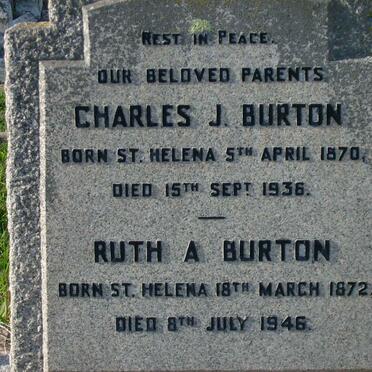 REST IN PEACE.
OUR BELOVED PARENTS
CHARLES J. BURTON
BORN ST. HELENA 5TH APRIL 1870,
DIED 15TH SEPT. 1936.
RUTH A BURTON
BORN ST. HELENA 18TH MARCH 1872.
DIED 8TH JULY 1946.